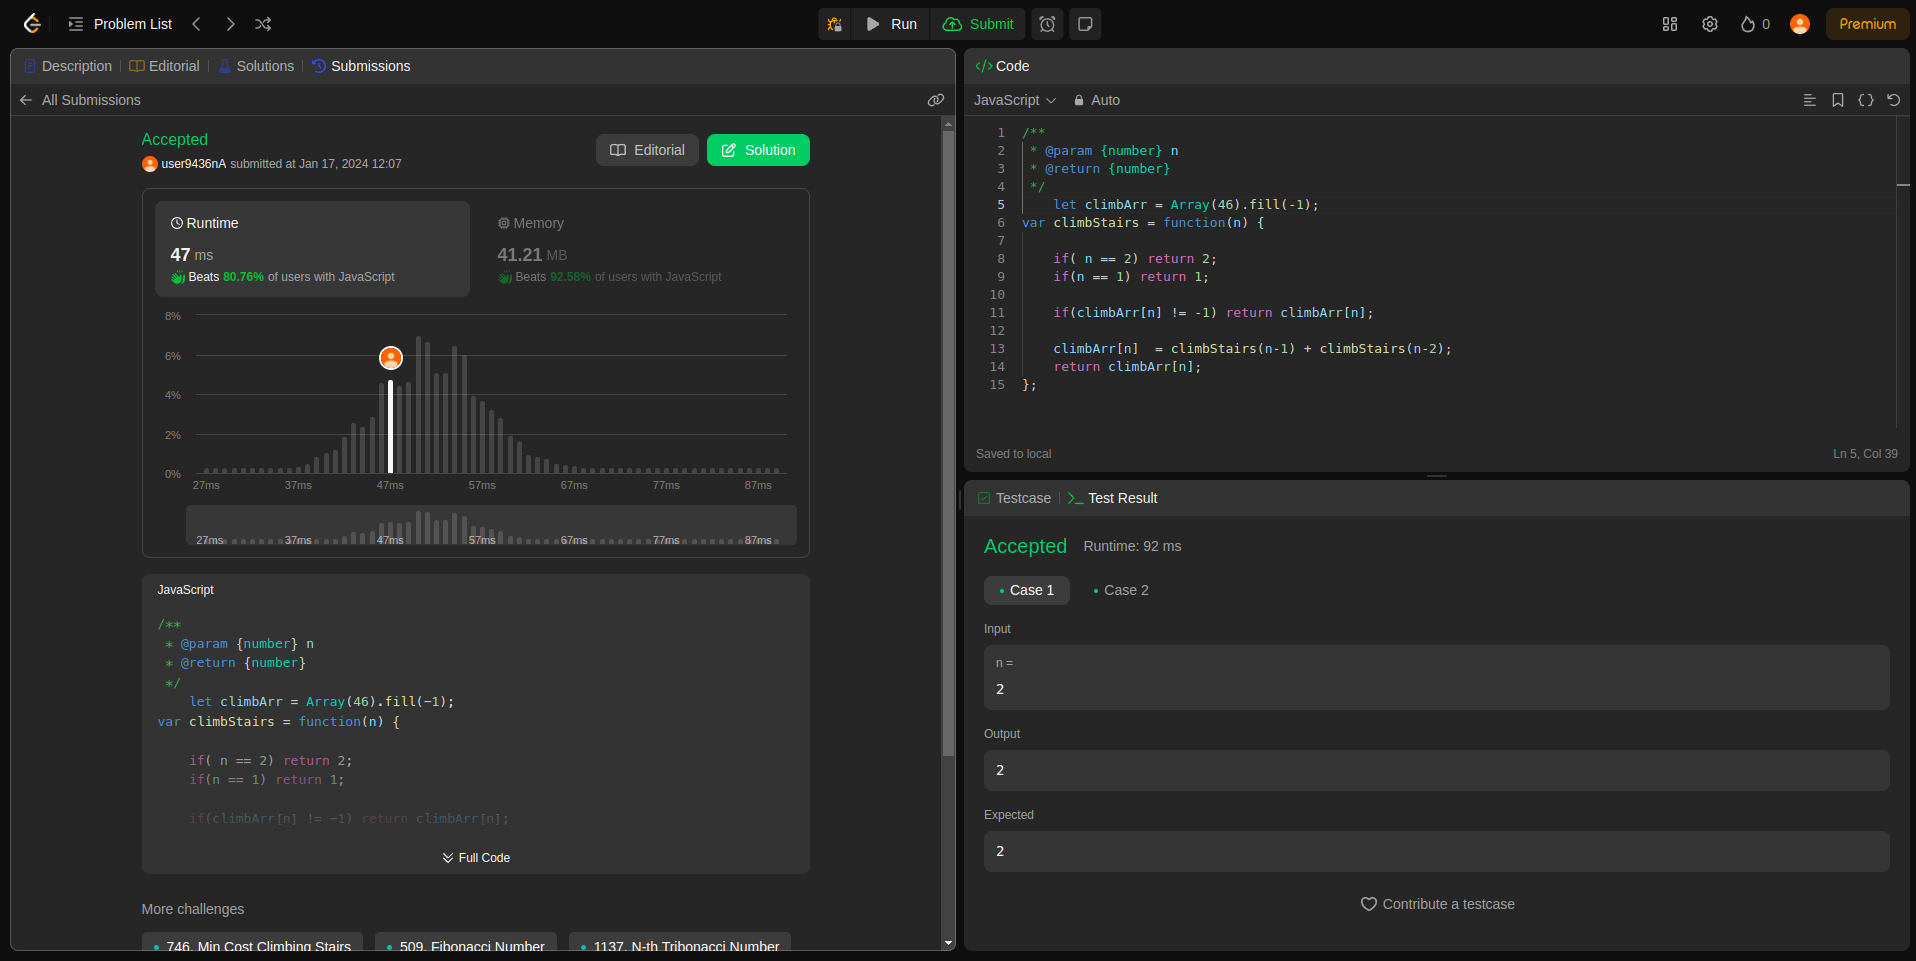 Problem List
Run
Submit
0
Premium
Description
Editorial
Solutions
Submissions
All Submissions
Accepted
user9436nA submitted at Jan 17, 2024 12:07
Editorial
Solution
Runtime
47 ms
Beats 80.76% of users with JavaScript
Memory
41.21 MB
Beats 92.58% of users with JavaScript
8%
6%
4%
2%
0%
27ms 37ms 47ms 57ms 67ms 77ms 87ms
27ms 37ms 47ms 57ms 67ms 77ms 87ms
JavaScript
/**
 * @param {number} n
 * @return {number}
 */
    let climbArr = Array(46).fill(-1);
var climbStairs = function(n) {
    if( n == 2) return 2;
    if(n == 1) return 1;
    if(climbArr[n] != -1) return climbArr[n];
Full Code
More challenges
746. Min Cost Climbing Stairs
509. Fibonacci Number
1137. N-th Tribonacci Number
</> Code
JavaScript
Auto
1 /**
2  * @param {number} n
3  * @return {number}
4  */
5     let climbArr = Array(46).fill(-1);
6 var climbStairs = function(n) {
7
8     if( n == 2) return 2;
9     if(n == 1) return 1;
10
11     if(climbArr[n] != -1) return climbArr[n];
12
13     climbArr[n]  = climbStairs(n-1) + climbStairs(n-2);
14     return climbArr[n];
15 };
Saved to local
Ln 5, Col 39
Testcase
Test Result
Accepted
Runtime: 92 ms
Case 1
Case 2
Input
n =
2
Output
2
Expected
2
Contribute a testcase